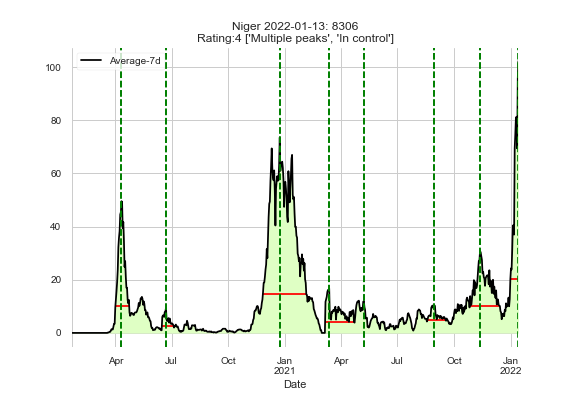 Niger 2022-01-13: 8306
Rating:4 ['Multiple peaks', 'In control']
Average-7d
100
80
60
40
20
0
Apr
Jul
Oct
Jan
2021
Apr
Jul
Oct
Jan
2022
Date